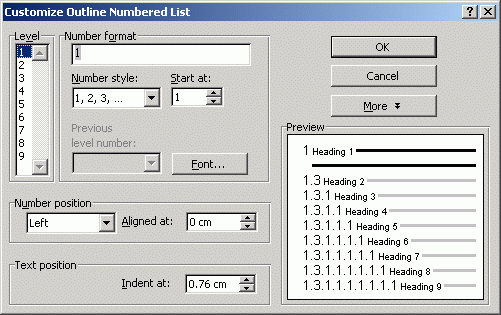 Customize Outline Numbered List
Level
1
2
3
4
5
6
7
8
9
Number format
1
Number style:
1, 2, 3, ...
Start at:
1
Previous
level number:
Font...
OK
Cancel
More
Number position
Left
Aligned at:
0 cm
Text position
Indent at:
0.76 cm
Preview
1 Heading 1
1.3 Heading 2
1.3.1 Heading 3
1.3.1.1 Heading 4
1.3.1.1.1 Heading 5
1.3.1.1.1.1 Heading 6
1.3.1.1.1.1.1 Heading 7
1.3.1.1.1.1.1.1 Heading 8
1.3.1.1.1.1.1.1.1 Heading 9